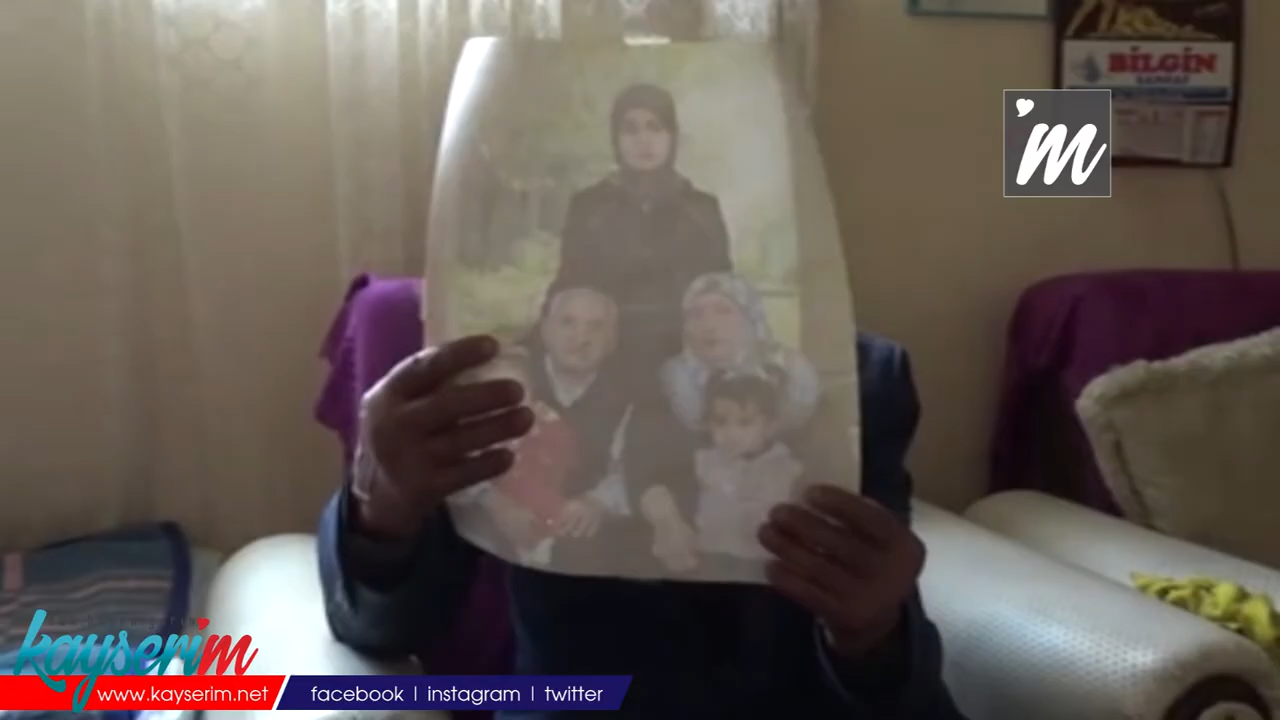 BİLGİN
'm
kayserim
www.kayserim.net
facebook | instagram | twitter